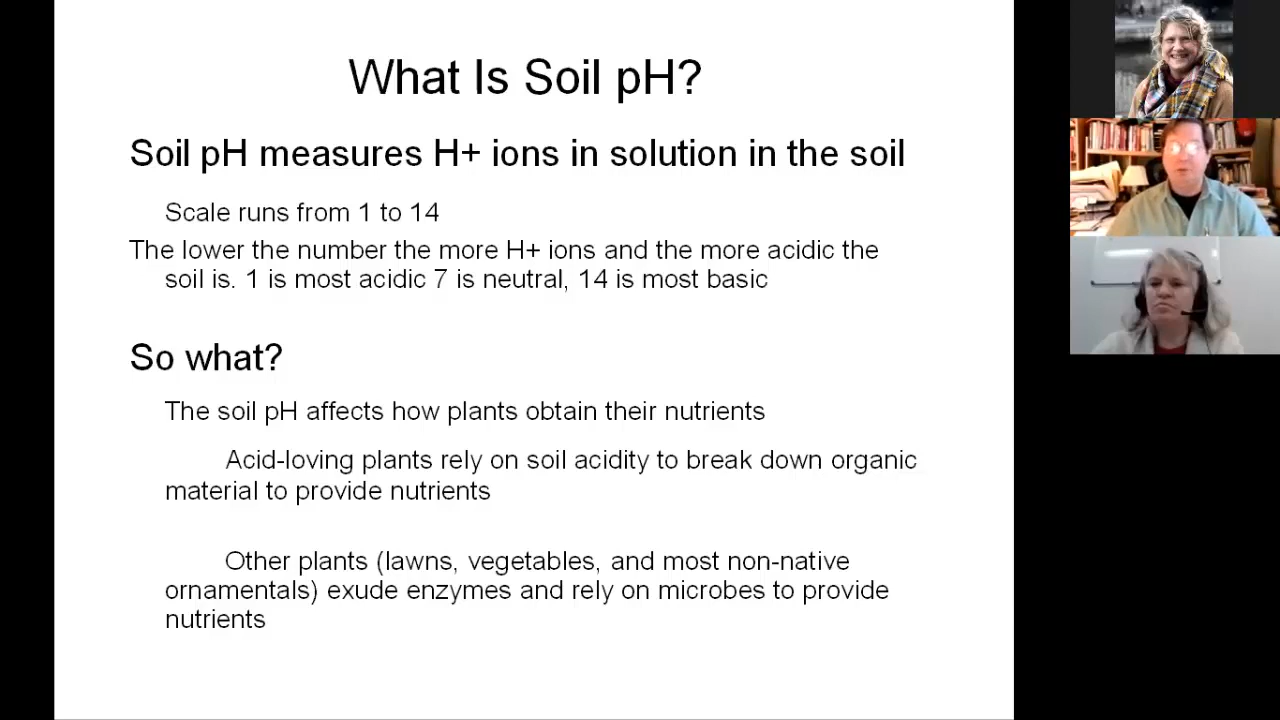 What Is Soil pH?
Soil pH measures H+ ions in solution in the soil
Scale runs from 1 to 14
The lower the number the more H+ ions and the more acidic the
soil is. 1 is most acidic 7 is neutral, 14 is most basic
So what?
The soil pH affects how plants obtain their nutrients
Acid-loving plants rely on soil acidity to break down organic
material to provide nutrients
Other plants (lawns, vegetables, and most non-native
ornamentals) exude enzymes and rely on microbes to provide
nutrients